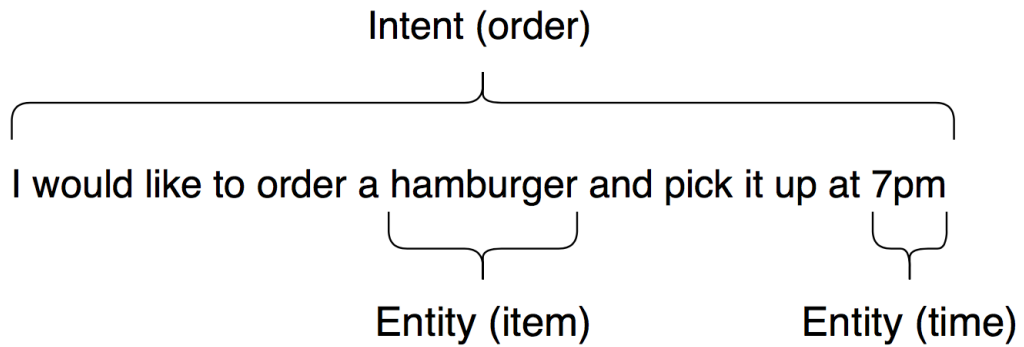 Intent (order)
I would like to order a hamburger and pick it up at 7pm
Entity (item)
Entity (time)